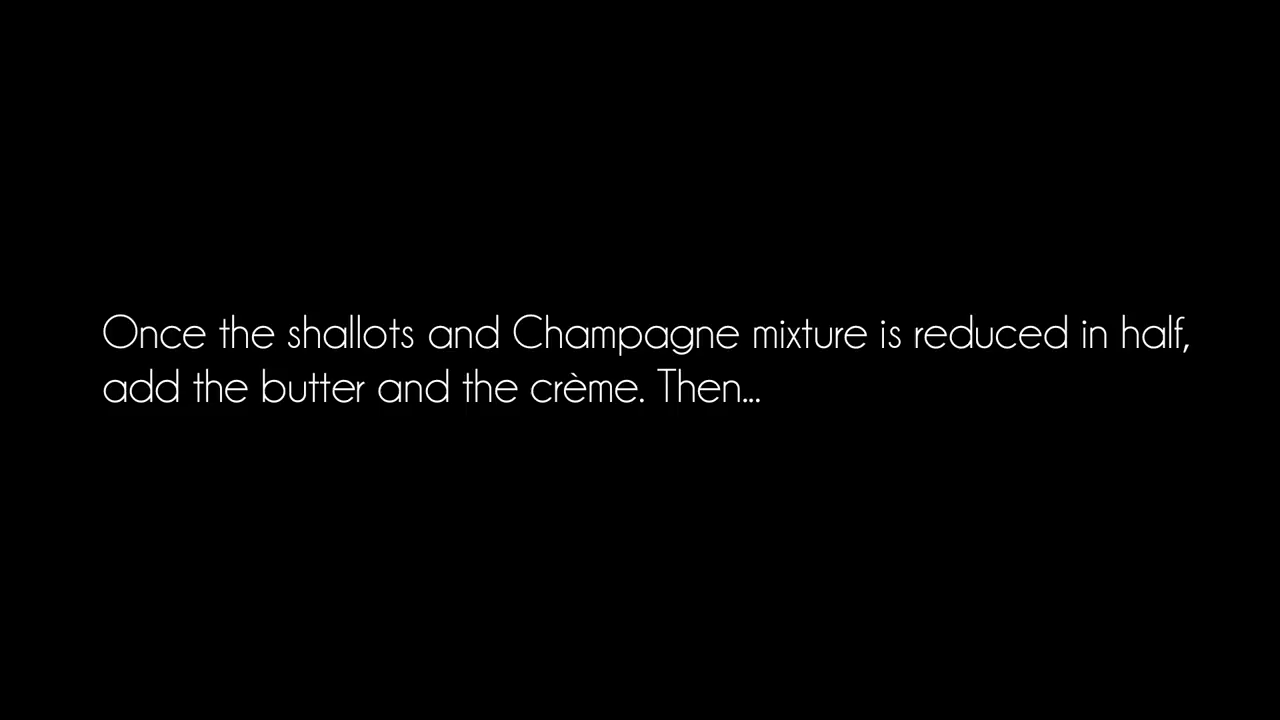 Once the shallots and Champagne mixture is reduced in half,
add the butter and the crème. Then...